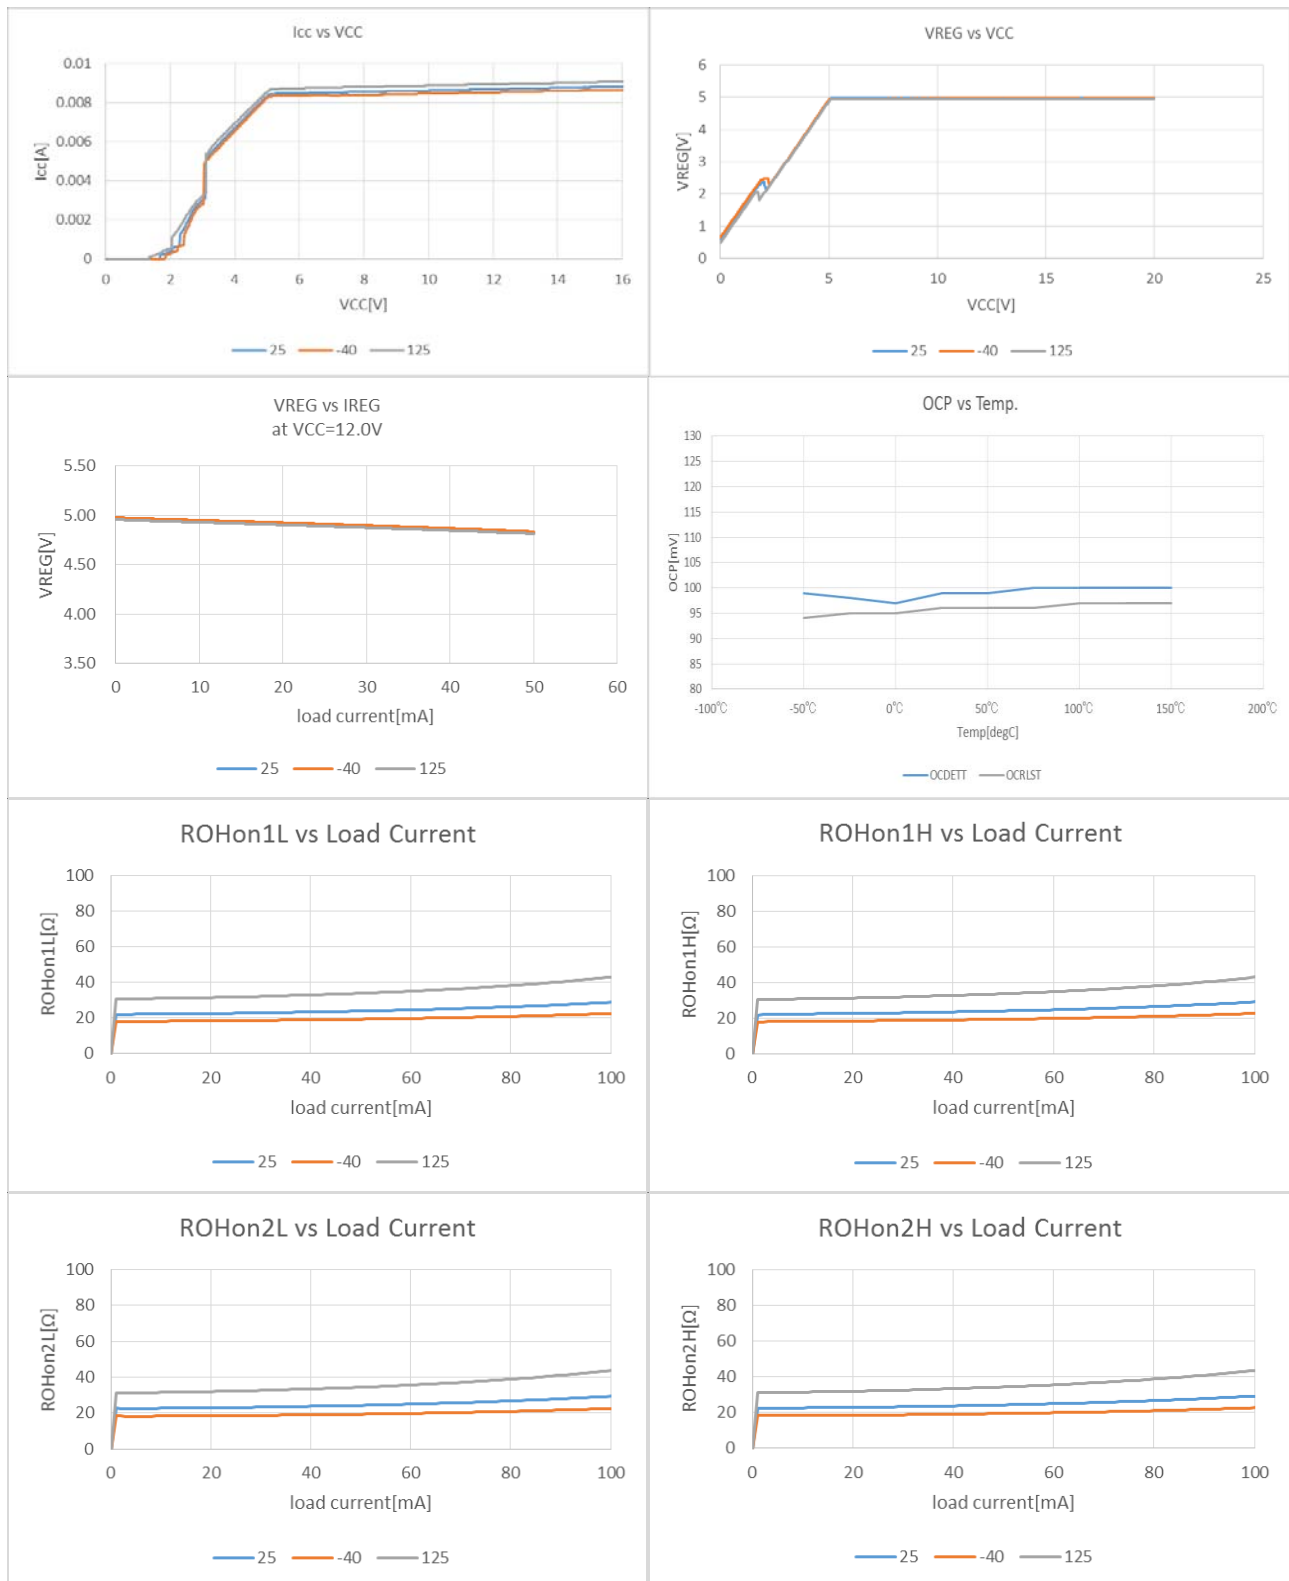 Icc vs VCC
0.01
0.008
0.006
0.004
0.002
0
Icc[A]
0 2 4 6 8 10 12 14 16
VCC[V]
25 -40 125
VREG vs VCC
6
5
4
3
2
1
0
VREG[V]
0 5 10 15 20 25
VCC[V]
25 -40 125
VREG vs IREG
at VCC=12.0V
5.50
5.00
4.50
4.00
3.50
VREG[V]
0 10 20 30 40 50 60
load current[mA]
25 -40 125
OCP vs Temp.
130
125
120
115
110
105
100
95
90
85
80
OCP[mV]
-100℃ -50℃ 0℃ 50℃ 100℃ 150℃ 200℃
Temp[degC]
OCDETT OCRLST
ROHon1L vs Load Current
100
80
60
40
20
0
ROHon1L[Ω]
0 20 40 60 80 100
load current[mA]
25 -40 125
ROHon1H vs Load Current
100
80
60
40
20
0
ROHon1H[Ω]
0 20 40 60 80 100
load current[mA]
25 -40 125
ROHon2L vs Load Current
100
80
60
40
20
0
ROHon2L[Ω]
0 20 40 60 80 100
load current[mA]
25 -40 125
ROHon2H vs Load Current
100
80
60
40
20
0
ROHon2H[Ω]
0 20 40 60 80 100
load current[mA]
25 -40 125